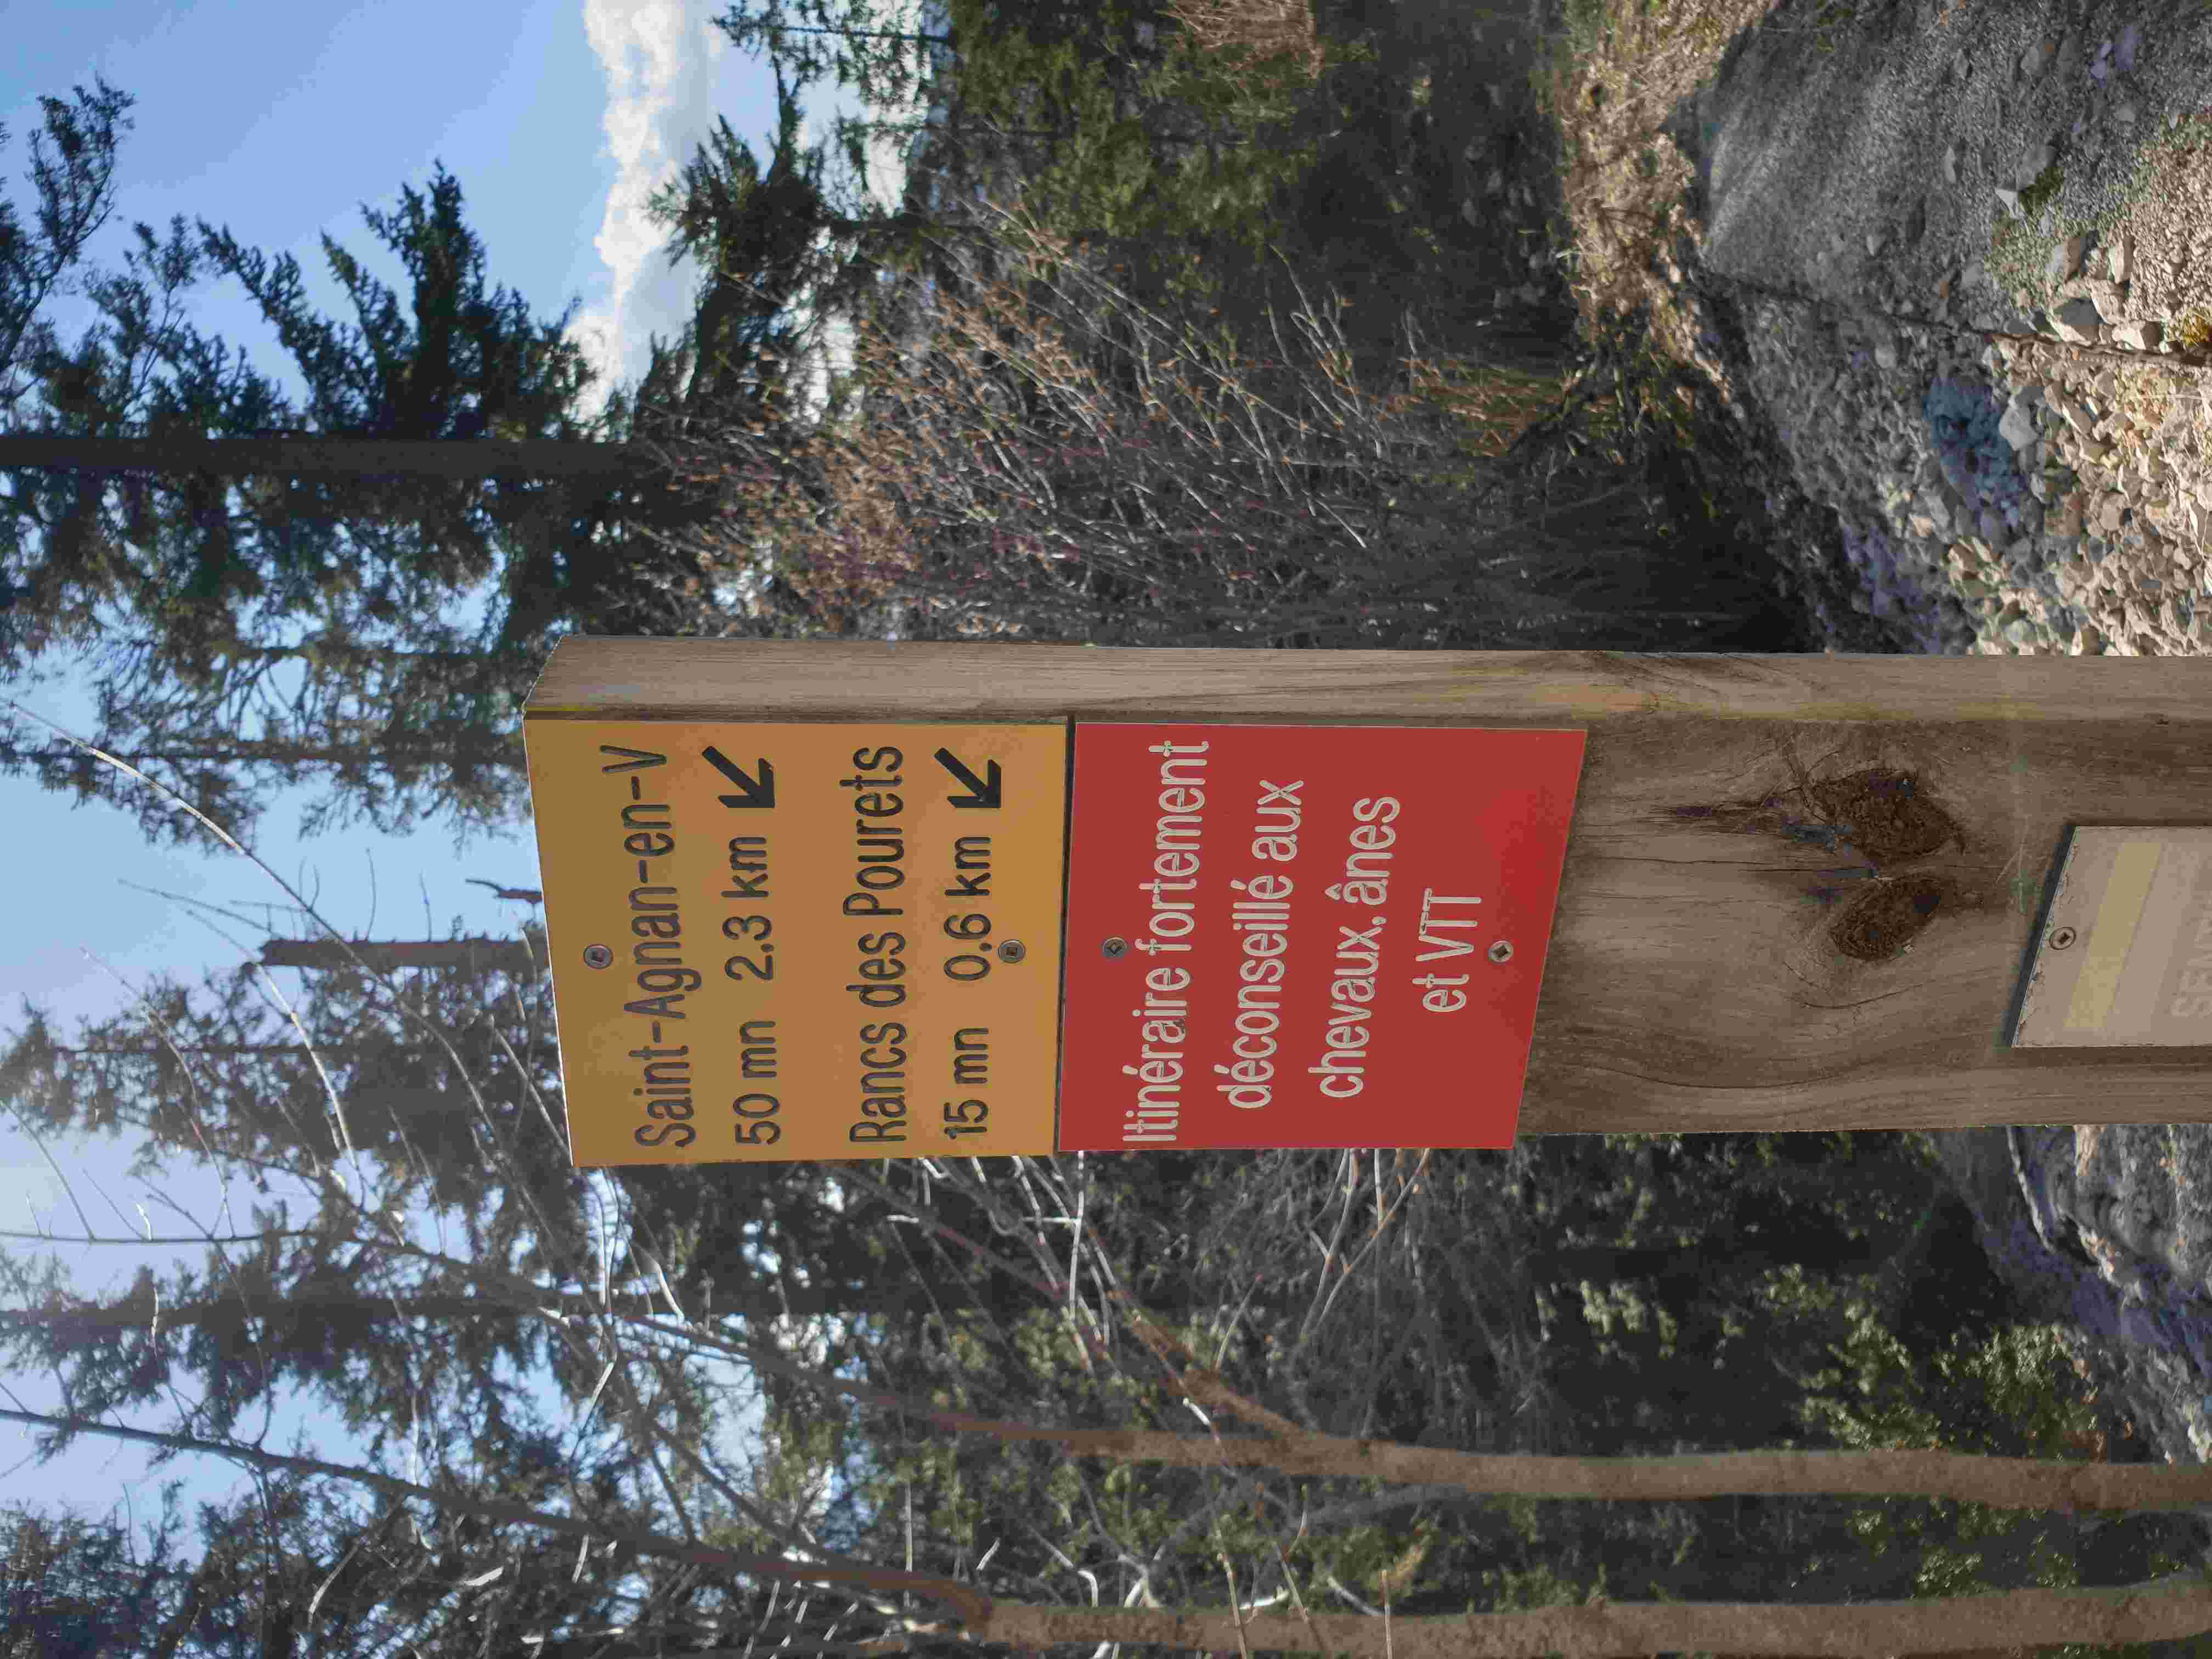 Saint-Agnan-en-V
50 mn 2.3 km ↙
Rancs des Pourets
15 mn 0.6 km ↙
Itinéraire fortement
déconseillé aux
chevaux, ânes
et VTT